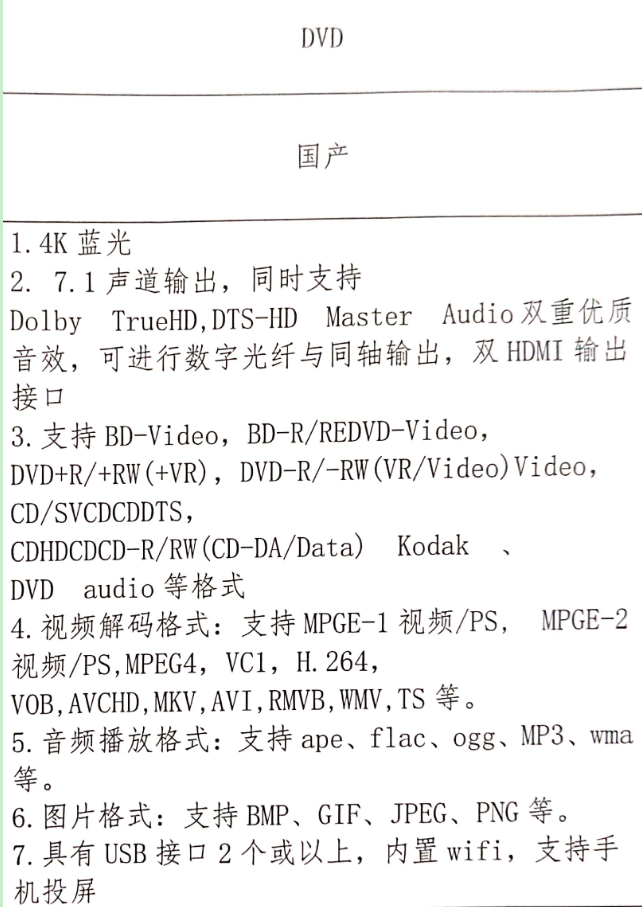 DVD
国产
1. 4K 蓝光
2. 7.1 声道输出，同时支持
Dolby TrueHD,DTS-HD Master Audio 双重优质
音效，可进行数字光纤与同轴输出，双 HDMI 输出
接口
3. 支持 BD-Video，BD-R/REDVD-Video，
DVD+R/+RW(+VR)，DVD-R/-RW(VR/Video)Video，
CD/SVCDCDDTS，
CDHDCDCD-R/RW(CD-DA/Data) Kodak 、
DVD audio 等格式
4. 视频解码格式：支持 MPGE-1 视频/PS， MPGE-2
视频/PS,MPEG4，VC1，H.264，
VOB,AVCHD,MKV,AVI,RMVB,WMV,TS 等。
5. 音频播放格式：支持 ape、flac、ogg、MP3、wma
等。
6. 图片格式：支持 BMP、GIF、JPEG、PNG 等。
7. 具有 USB 接口 2 个或以上，内置 wifi，支持手
机投屏